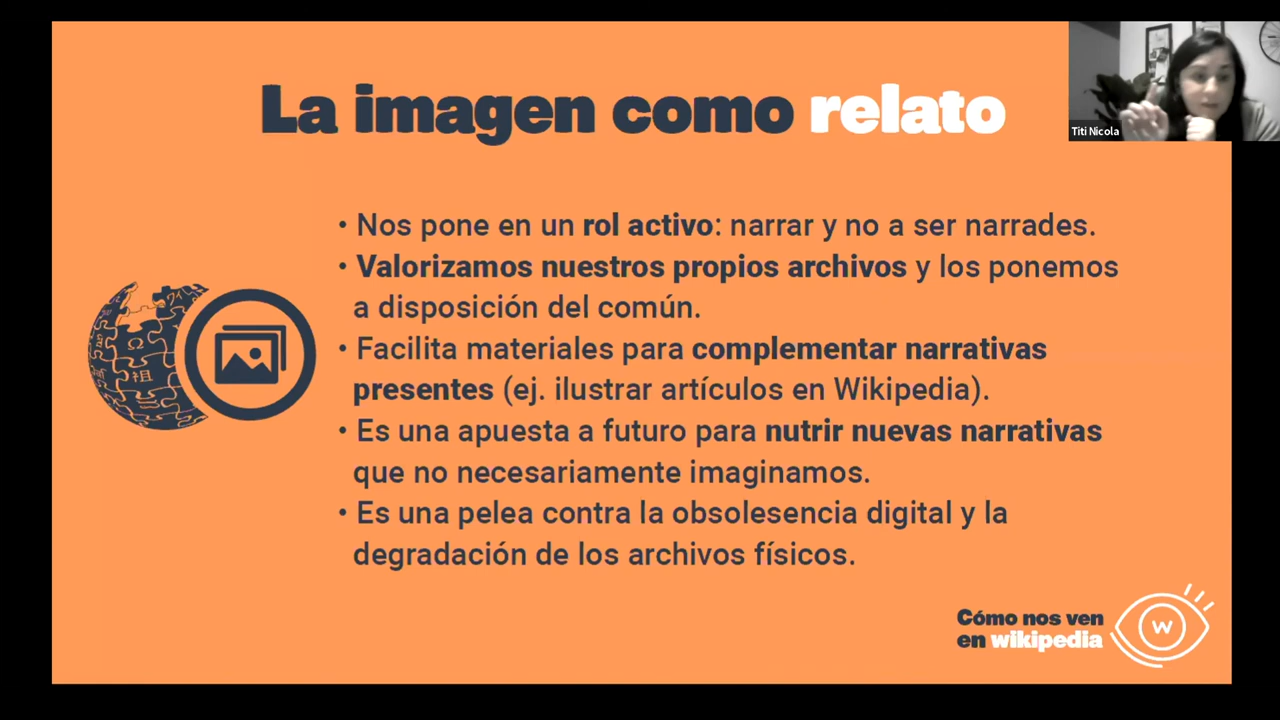 La imagen como relato
Titi Nicola
• Nos pone en un rol activo: narrar y no a ser narrades.
• Valorizamos nuestros propios archivos y los ponemos
a disposición del común.
• Facilita materiales para complementar narrativas
presentes (ej. ilustrar artículos en Wikipedia).
• Es una apuesta a futuro para nutrir nuevas narrativas
que no necesariamente imaginamos.
• Es una pelea contra la obsolesencia digital y la
degradación de los archivos físicos.
Ω
祖
Cómo nos ven
en wikipedia
W